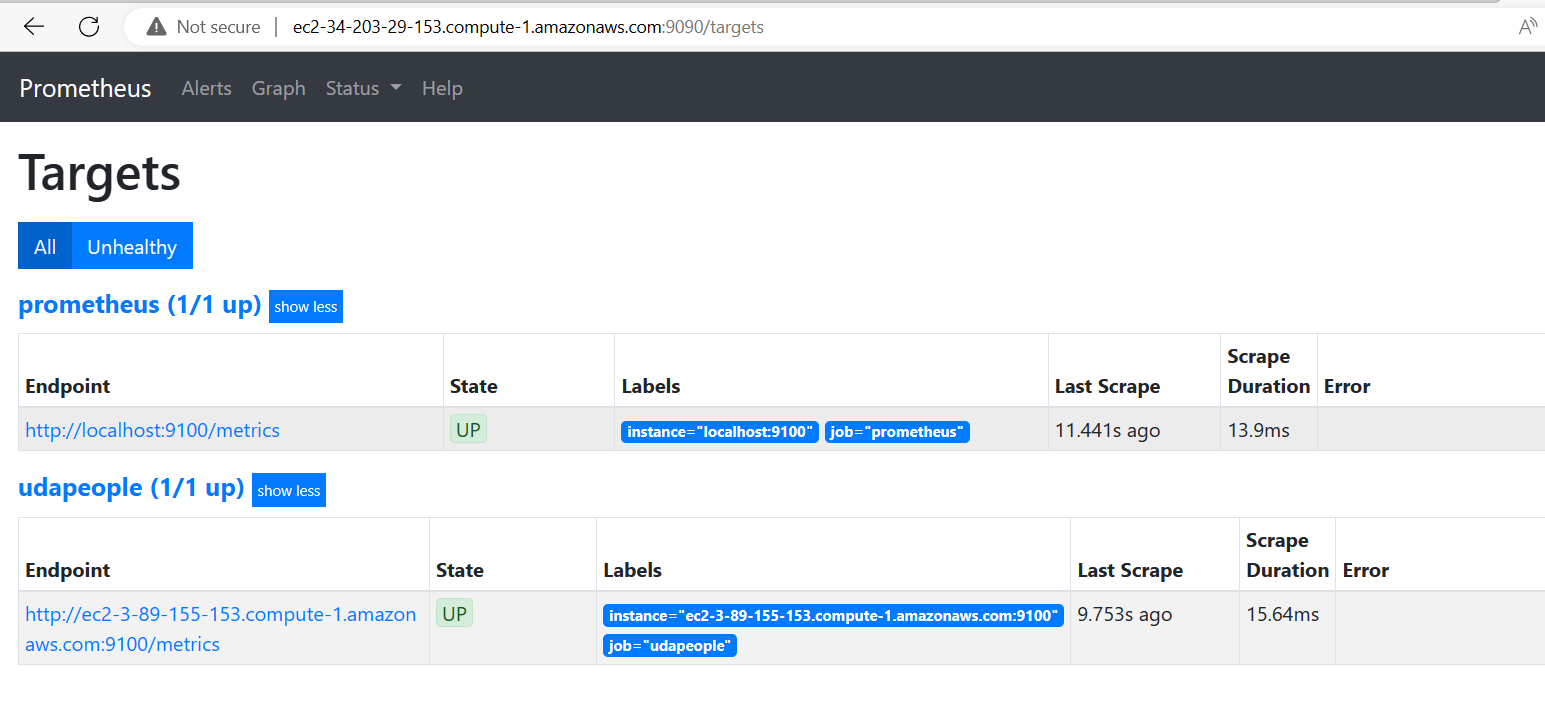 Not secure | ec2-34-203-29-153.compute-1.amazonaws.com:9090/targets A
Prometheus Alerts Graph Status Help
Targets
All Unhealthy
prometheus (1/1 up) show less
Endpoint State Labels Last Scrape Scrape Duration Error
http://localhost:9100/metrics UP instance="localhost:9100" job="prometheus" 11.441s ago 13.9ms
udapeople (1/1 up) show less
Endpoint State Labels Last Scrape Scrape Duration Error
http://ec2-3-89-155-153.compute-1.amazon UP instance="ec2-3-89-155-153.compute-1.amazonaws.com:9100" 9.753s ago 15.64ms
aws.com:9100/metrics job="udapeople"